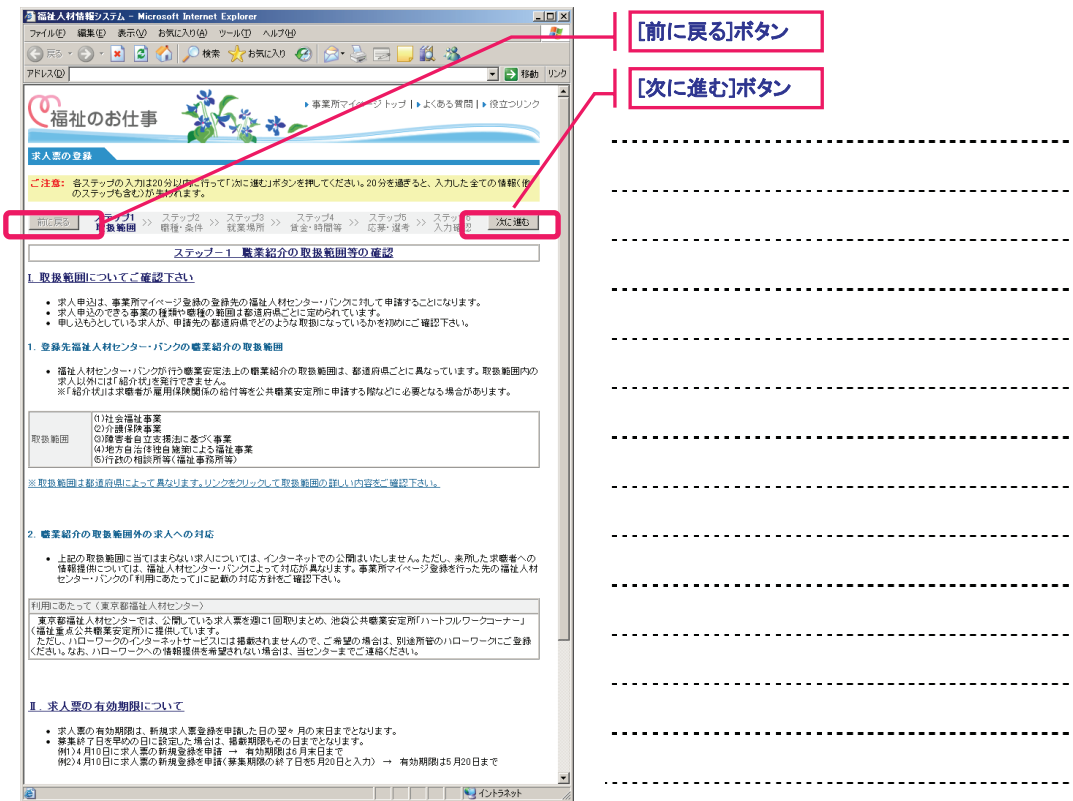 福祉人材情報システム - Microsoft Internet Explorer
ファイル(F) 編集(E) 表示(V) お気に入り(A) ツール(T) ヘルプ(H)
戻る 検索 お気に入り
アドレス(D) 移動 リンク
福祉のお仕事
事業所マイページトップ | よくある質問 | 役立つリンク
求人票の登録
ご注意: 各ステップの入力は20分以内に行って「次に進む」ボタンを押してください。20分を過ぎると、入力した全ての情報(他
のステップも含む)が失われます。
前に戻る ステップ1 >> ステップ2 >> ステップ3 >> ステップ4 >> ステップ5 >> ステップ6 次に進む
取扱範囲 職種・条件 就業場所 賃金・時間等 応募・選考 入力確認
ステップー1 職業紹介の取扱範囲等の確認
I. 取扱範囲についてご確認下さい
• 求人申込は、事業所マイページ登録の登録先の福祉人材センター・バンクに対して申請することになります。
• 求人申込のできる事業の種類や職種の範囲は都道府県ごとに定められています。
• 申し込もうとしている求人が、申請先の都道府県でどのような取扱になっているかを初めにご確認下さい。
1. 登録先福祉人材センター・バンクの職業紹介の取扱範囲
• 福祉人材センター・バンクが行う職業安定法上の職業紹介の取扱範囲は、都道府県ごとに異なっています。取扱範囲内の
求人以外には「紹介状」を発行できません。
※「紹介状」は求職者が雇用保険関係の給付等を公共職業安定所に申請する際などに必要となる場合があります。
取扱範囲
(1)社会福祉事業
(2)介護保険事業
(3)障害者自立支援法に基づく事業
(4)地方自治体独自施策による福祉事業
(5)行政の相談所等(福祉事務所等)
※取扱範囲は都道府県によって異なります。リンクをクリックして取扱範囲の詳しい内容をご確認下さい。
2. 職業紹介の取扱範囲外の求人への対応
• 上記の取扱範囲に当てはまらない求人については、インターネットでの公開はいたしません。ただし、来所した求職者への
情報提供については、福祉人材センター・バンクによって対応が異なります。事業所マイページ登録を行った先の福祉人材
センター・バンクの「利用にあたって」に記載の対応方針をご確認下さい。
利用にあたって(東京都福祉人材センター)
東京都福祉人材センターでは、公開している求人票を週に1回取りまとめ、池袋公共職業安定所「ハートフルワークコーナー」
(福祉重点公共職業安定所)に提供しています。
ただし、ハローワークのインターネットサービスには掲載されませんので、ご希望の場合は、別途所管のハローワークにご登録
ください。なお、ハローワークへの情報提供を希望されない場合は、当センターまでご連絡ください。
Ⅱ. 求人票の有効期限について
• 求人票の有効期限は、新規求人票登録を申請した日の翌々月の末日までとなります。
• 募集終了日を早めの日に設定した場合は、掲載期限もその日までとなります。
例1)4月10日に求人票の新規登録を申請 → 有効期限は6月末日まで
例2)4月10日に求人票の新規登録を申請(募集期限の終了日を5月20日と入力) → 有効期限は5月20日まで
イントラネット
[前に戻る]ボタン
[次に進む]ボタン